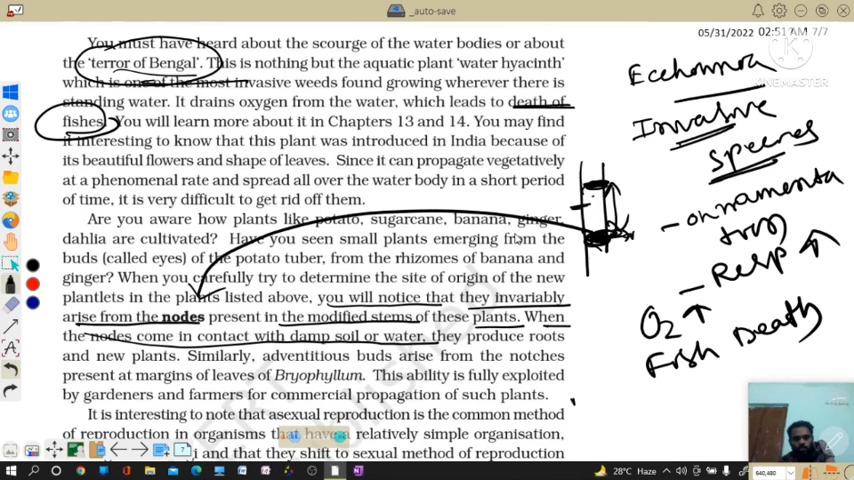 _auto-save
05/31/2022 02:51 AM 7/7
KINEMASTER
You must have heard about the scourge of the water bodies or about
the ‘terror of Bengal’. This is nothing but the aquatic plant ‘water hyacinth’
which is one of the most invasive weeds found growing wherever there is
standing water. It drains oxygen from the water, which leads to death of
fishes. You will learn more about it in Chapters 13 and 14. You may find
it interesting to know that this plant was introduced in India because of
its beautiful flowers and shape of leaves. Since it can propagate vegetatively
at a phenomenal rate and spread all over the water body in a short period
of time, it is very difficult to get rid off them.
Are you aware how plants like potato, sugarcane, banana, ginger,
dahlia are cultivated? Have you seen small plants emerging from the
buds (called eyes) of the potato tuber, from the rhizomes of banana and
ginger? When you carefully try to determine the site of origin of the new
plantlets in the plants listed above, you will notice that they invariably
arise from the nodes present in the modified stems of these plants. When
the nodes come in contact with damp soil or water, they produce roots
and new plants. Similarly, adventitious buds arise from the notches
present at margins of leaves of Bryophyllum. This ability is fully exploited
by gardeners and farmers for commercial propagation of such plants.
It is interesting to note that asexual reproduction is the common method
of reproduction in organisms that have a relatively simple organisation,
and that they shift to sexual method of reproduction
Invasive
species
- Resp ↑
O2 ↑
Fish Death
28°C Haze
640,480